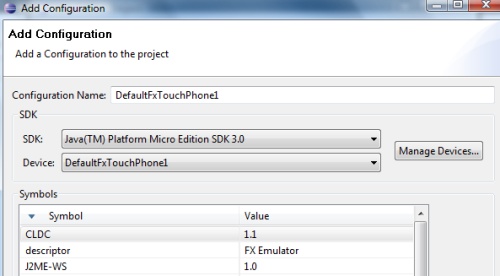 Add Configuration
Add Configuration
Add a Configuration to the project
Configuration Name: DefaultFxTouchPhone1
SDK
SDK: Java(TM) Platform Micro Edition SDK 3.0
Manage Devices...
Device: DefaultFxTouchPhone1
Symbols
Symbol Value
CLDC 1.1
descriptor FX Emulator
J2ME-WS 1.0